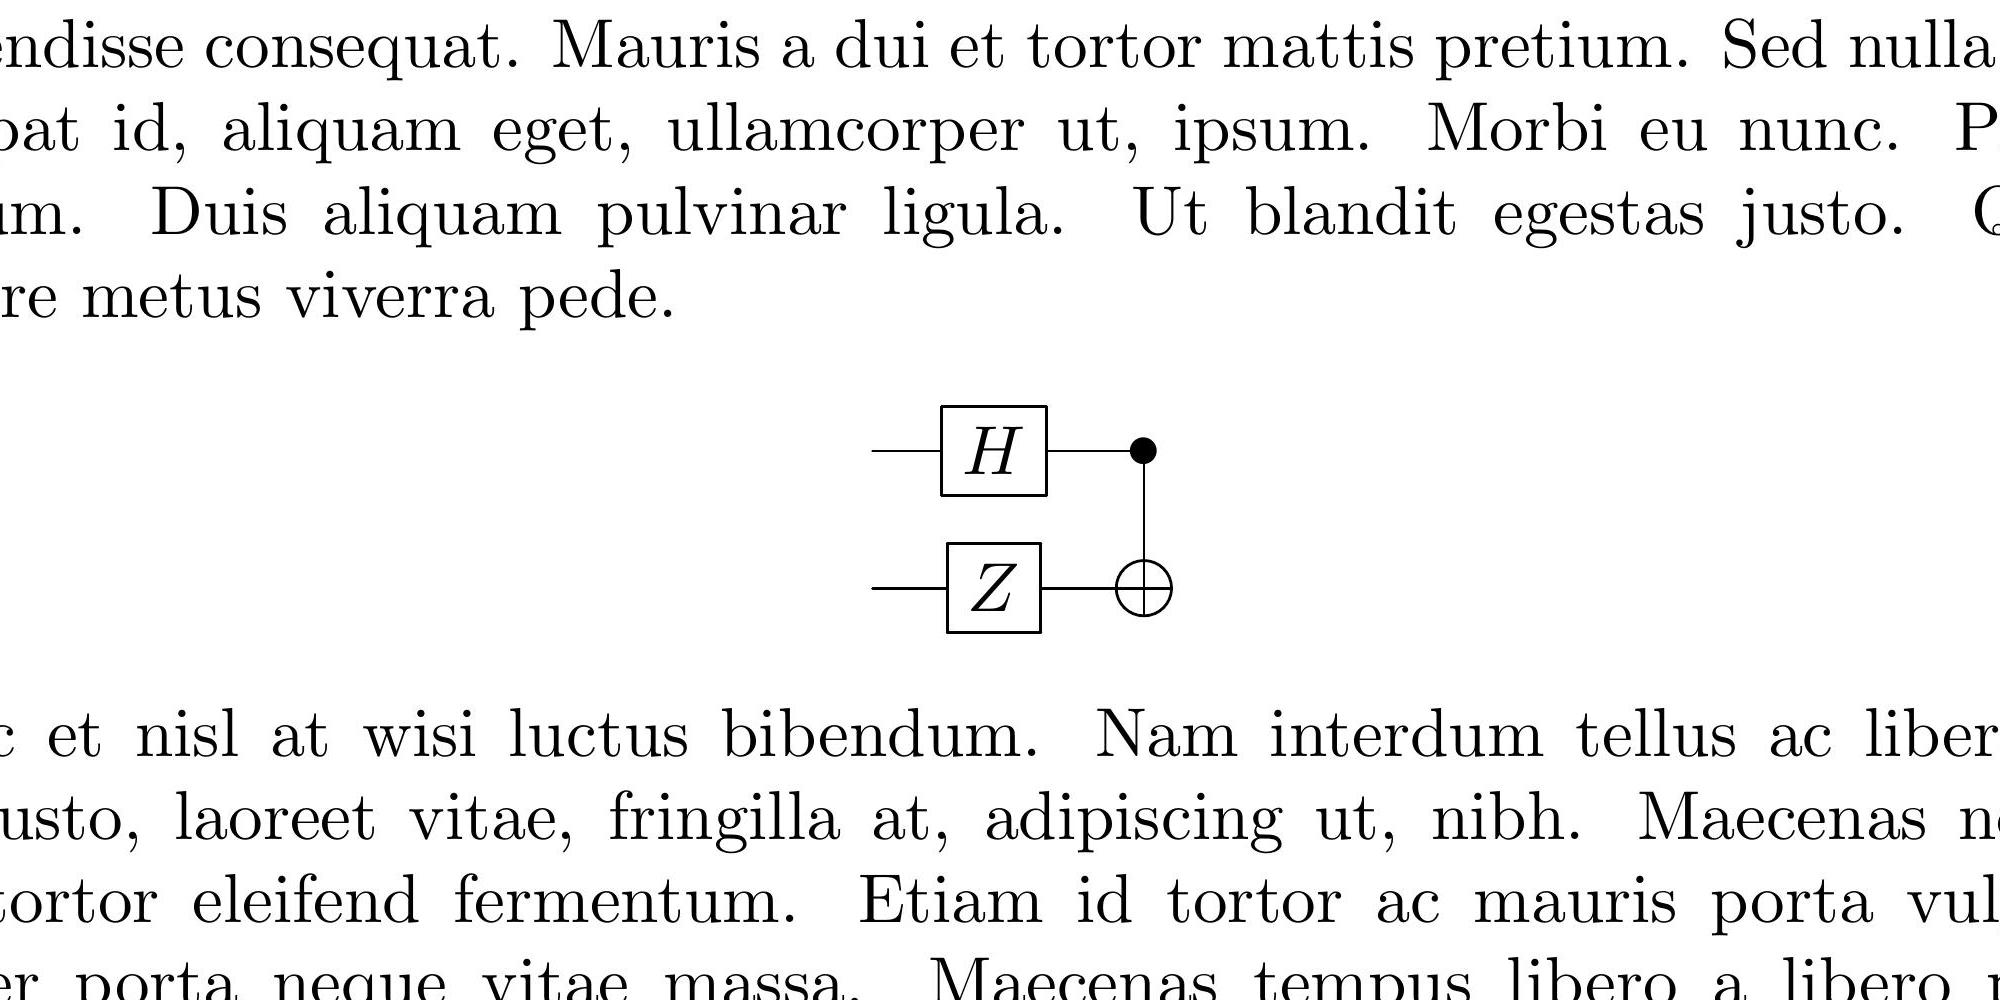 endisse consequat. Mauris a dui et tortor mattis pretium. Sed nulla
pat id, aliquam eget, ullamcorper ut, ipsum. Morbi eu nunc. P
um. Duis aliquam pulvinar ligula. Ut blandit egestas justo. Q
re metus viverra pede.
H
Z
c et nisl at wisi luctus bibendum. Nam interdum tellus ac liber
usto, laoreet vitae, fringilla at, adipiscing ut, nibh. Maecenas n
tortor eleifend fermentum. Etiam id tortor ac mauris porta vul
er porta neque vitae massa. Maecenas tempus libero a libero